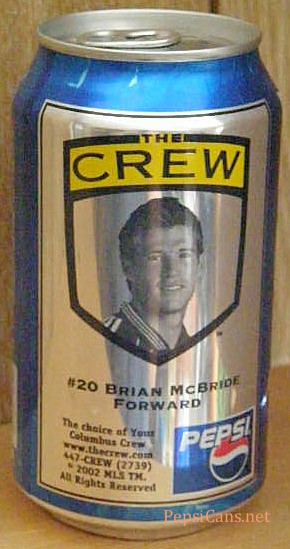 THE
CREW
#20 BRIAN MCBRIDE
FORWARD
The choice of Your
Columbus Crew
www.thecrew.com
447-CREW (2739)
© 2002 MLS TM.
All Rights Reserved
PEPSI
PepsiCans.net